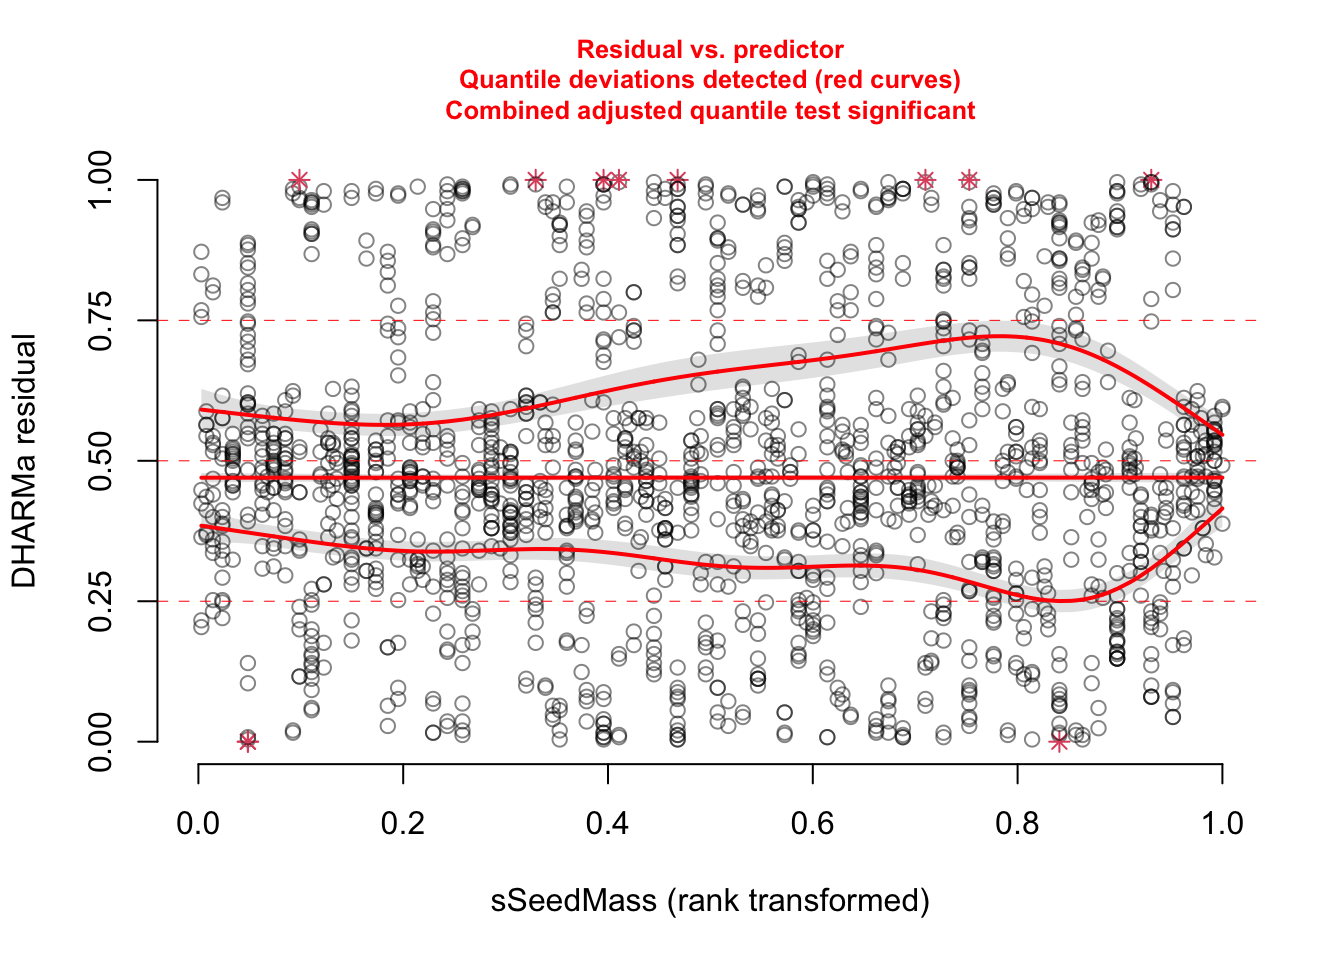 Residual vs. predictor
Quantile deviations detected (red curves)
Combined adjusted quantile test significant
DHARMa residual
1.00
0.75
0.50
0.25
0.00
0.0 0.2 0.4 0.6 0.8 1.0
sSeedMass (rank transformed)